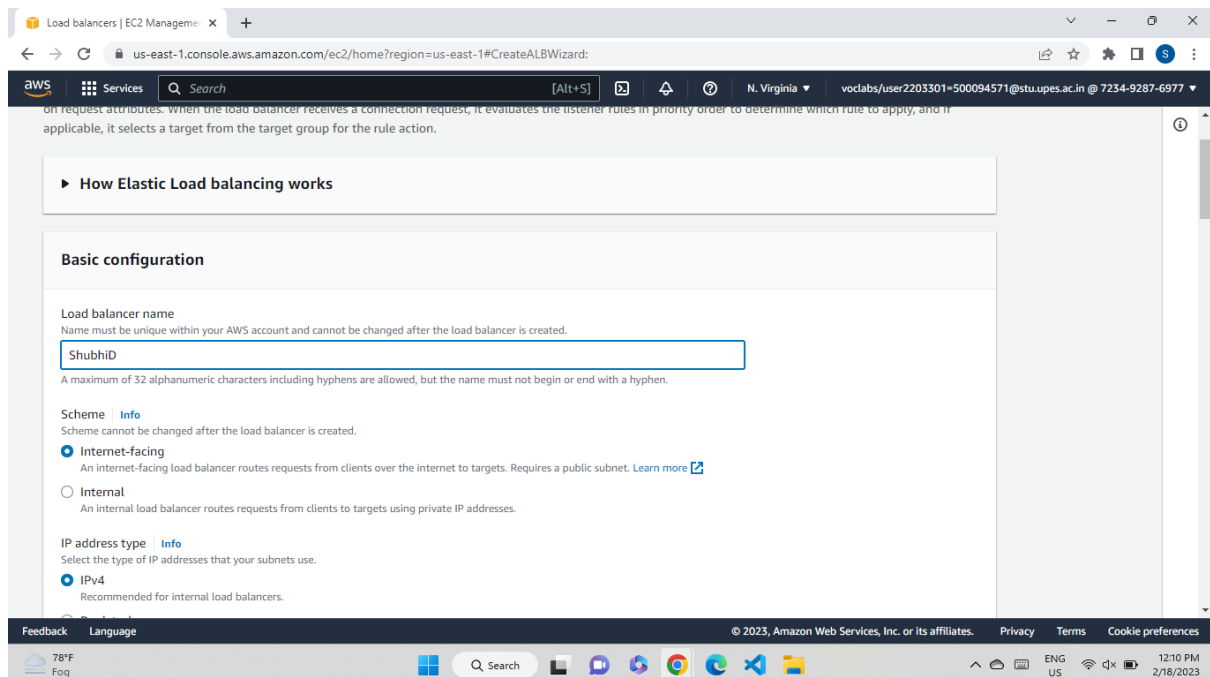 Load balancers | EC2 Managemen
us-east-1.console.aws.amazon.com/ec2/home?region=us-east-1#CreateALBWizard:
S
aws Services Search [Alt+S] N. Virginia voclabs/user2203301=500094571@stu.upes.ac.in @ 7234-9287-6977
on request attributes. When the load balancer receives a connection request, it evaluates the listener rules in priority order to determine which rule to apply, and if
applicable, it selects a target from the target group for the rule action.
How Elastic Load balancing works
Basic configuration
Load balancer name
Name must be unique within your AWS account and cannot be changed after the load balancer is created.
ShubhiD
A maximum of 32 alphanumeric characters including hyphens are allowed, but the name must not begin or end with a hyphen.
Scheme Info
Scheme cannot be changed after the load balancer is created.
Internet-facing
An internet-facing load balancer routes requests from clients over the internet to targets. Requires a public subnet. Learn more
Internal
An internal load balancer routes requests from clients to targets using private IP addresses.
IP address type Info
Select the type of IP addresses that your subnets use.
IPv4
Recommended for internal load balancers.
Feedback Language © 2023, Amazon Web Services, Inc. or its affiliates. Privacy Terms Cookie preferences
78°F Search ENG 12:10 PM
Fog US 2/18/2023